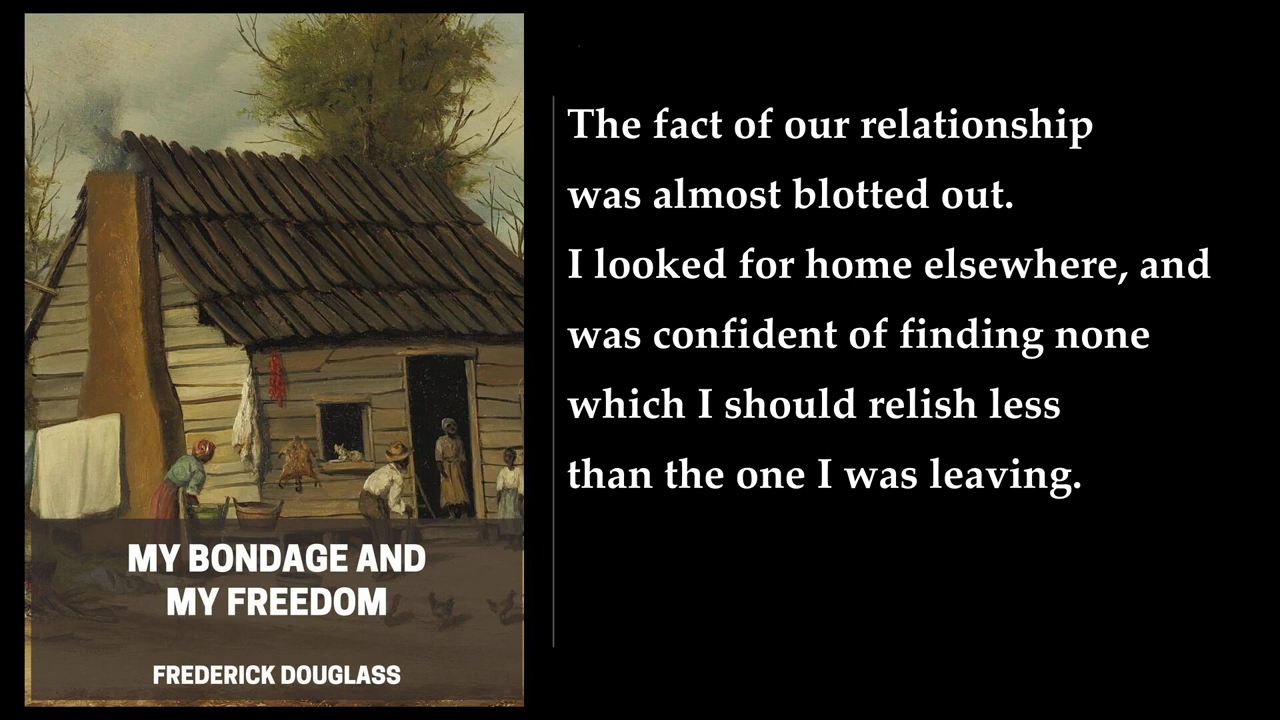 MY BONDAGE AND
MY FREEDOM
FREDERICK DOUGLASS
The fact of our relationship
was almost blotted out.
I looked for home elsewhere, and
was confident of finding none
which I should relish less
than the one I was leaving.